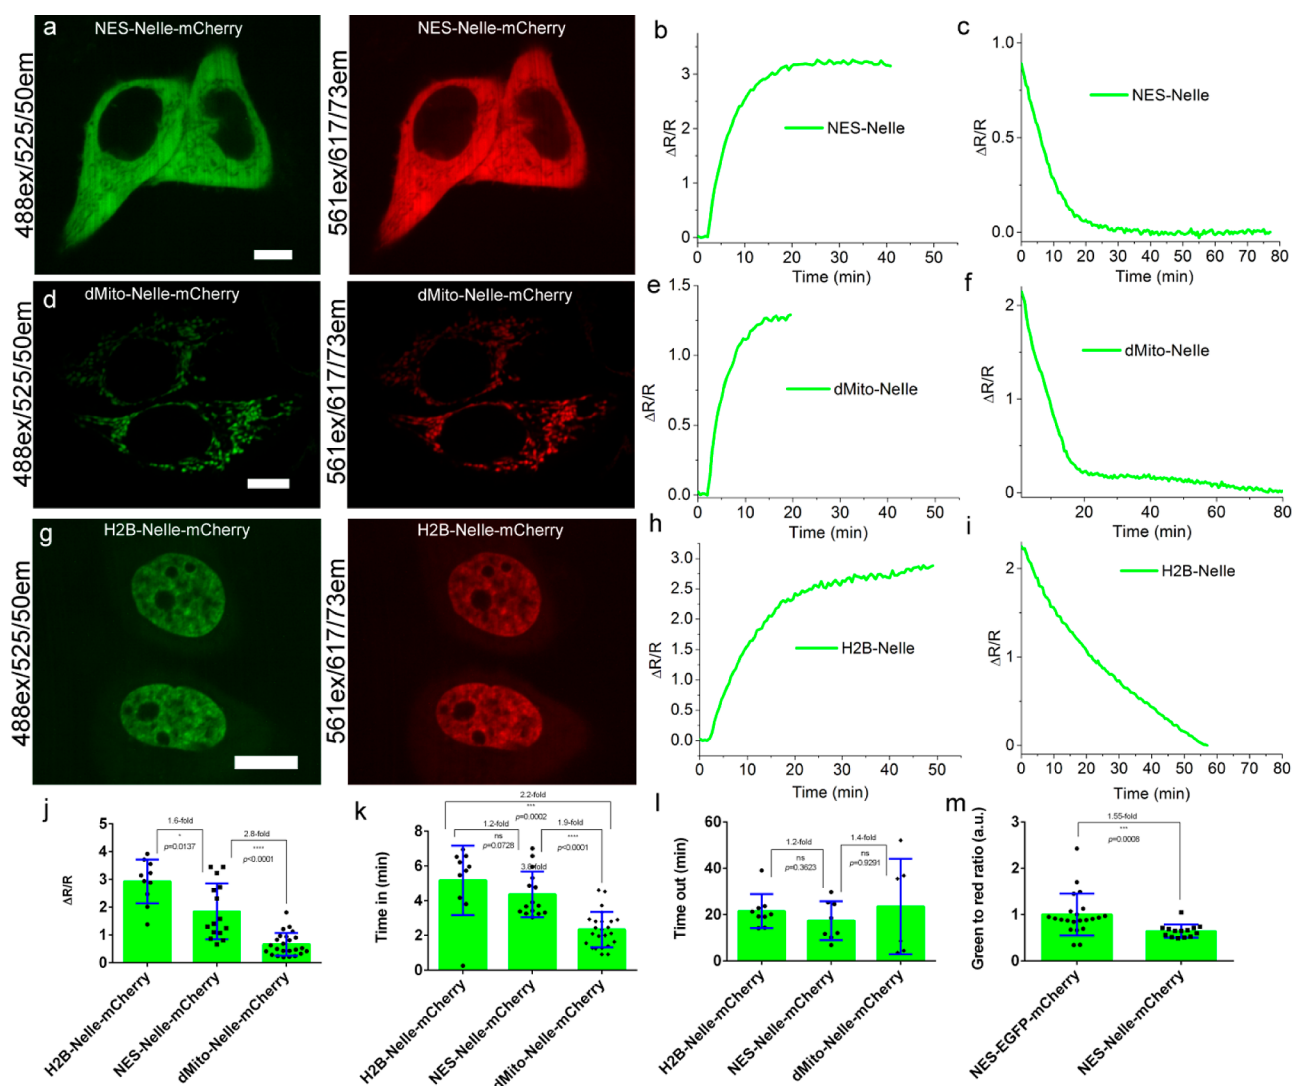 a
NES-Nelle-mCherry
NES-Nelle-mCherry
488ex/525/50em
561ex/617/73em
b
ΔR/R
3
2
1
0
NES-Nelle
0 10 20 30 40 50
Time (min)
c
ΔR/R
1.0
0.5
0.0
NES-Nelle
0 10 20 30 40 50 60 70 80
Time (min)
d
dMito-Nelle-mCherry
dMito-Nelle-mCherry
488ex/525/50em
561ex/617/73em
e
ΔR/R
1.5
1.0
0.5
0.0
dMito-Nelle
0 10 20 30 40 50
Time (min)
f
ΔR/R
2
1
0
dMito-Nelle
0 20 40 60 80
Time (min)
g
H2B-Nelle-mCherry
H2B-Nelle-mCherry
488ex/525/50em
561ex/617/73em
h
ΔR/R
3.0
2.5
2.0
1.5
1.0
0.5
0.0
H2B-Nelle
0 10 20 30 40 50
Time (min)
i
ΔR/R
2
1
0
H2B-Nelle
0 10 20 30 40 50 60 70 80
Time (min)
j
ΔR/R
5
4
3
2
1
0
1.6-fold
*
p=0.0137
2.8-fold
****
p<0.0001
H2B-Nelle-mCherry
NES-Nelle-mCherry
dMito-Nelle-mCherry
k
Time in in (min)
8
6
4
2
0
2.2-fold
***
p=0.0002
1.2-fold
ns
p=0.0728
1.9-fold
****
p<0.0001
3.8-fold
H2B-Nelle-mCherry
NES-Nelle-mCherry
dMito-Nelle-mCherry
l
Time out (min)
60
40
20
0
1.2-fold
ns
p=0.3623
1.4-fold
ns
p=0.9291
H2B-Nelle-mCherry
NES-Nelle-mCherry
dMito-Nelle-mCherry
m
Green to red ratio (a.u.)
3
2
1
0
1.55-fold
***
p=0.0006
NES-EGFP-mCherry
NES-Nelle-mCherry